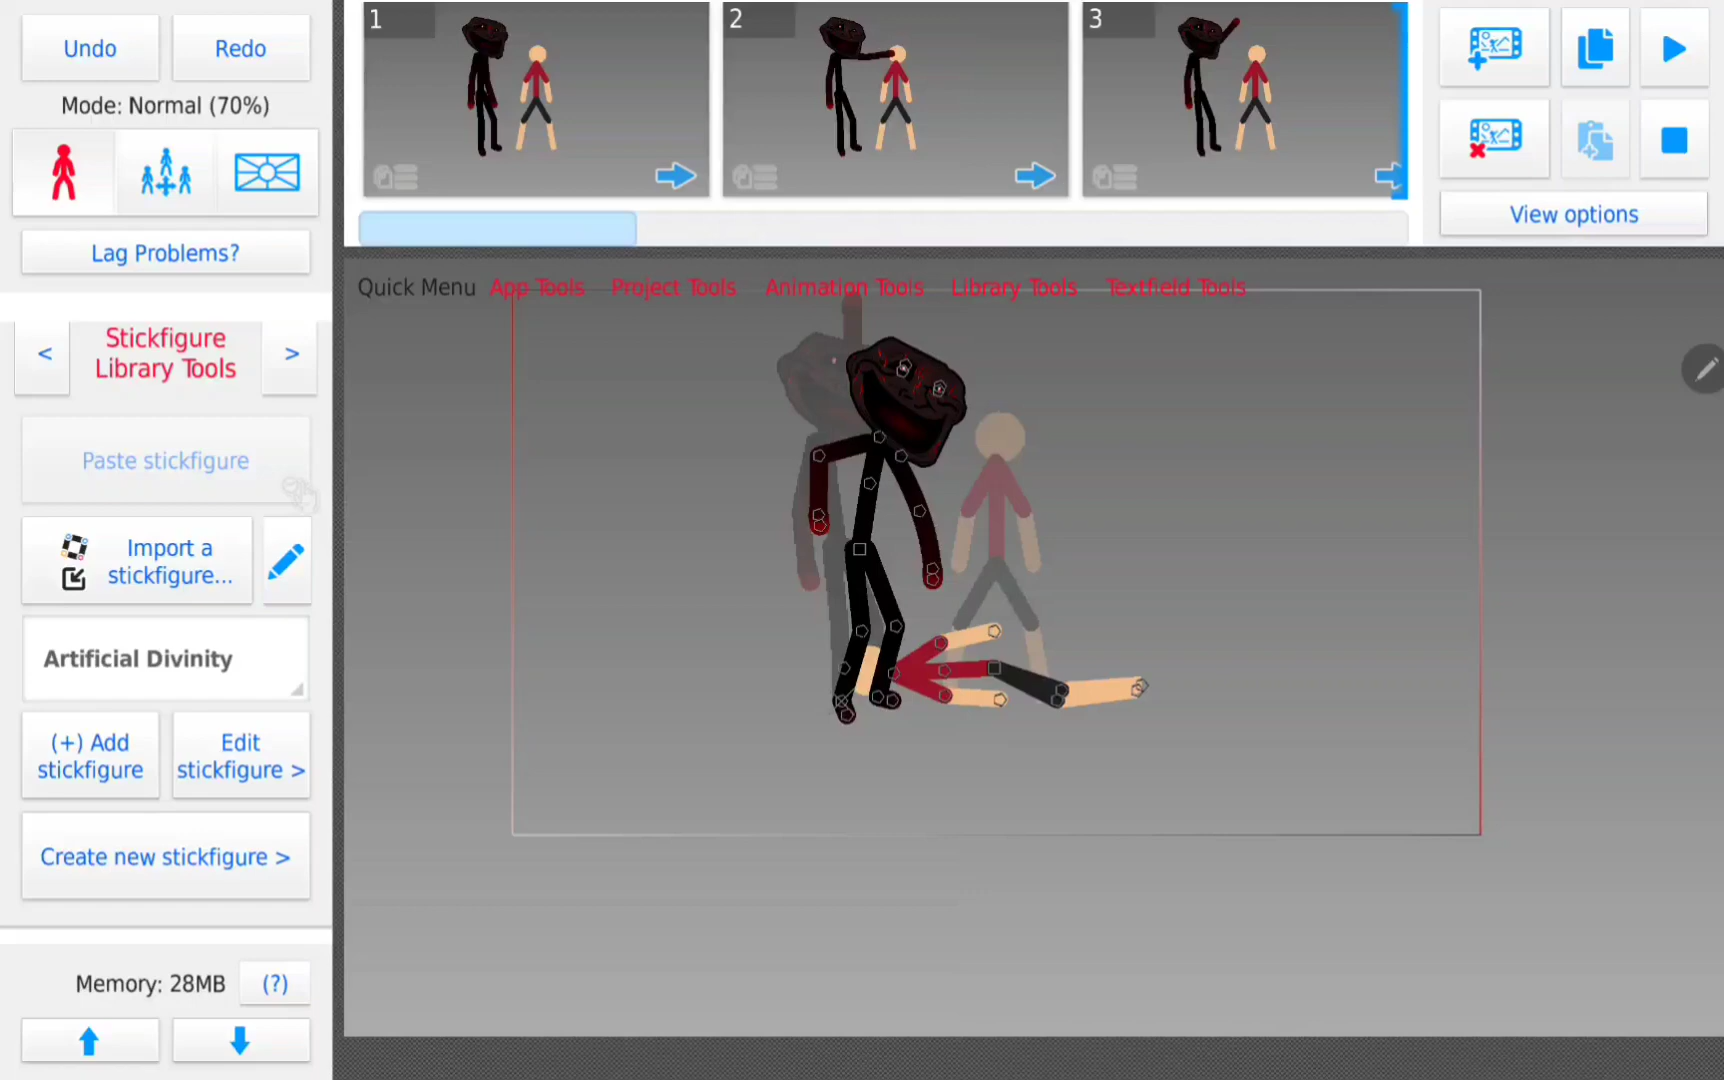 Undo
Redo
Mode: Normal (70%)
Lag Problems?
1
2
3
View options
Quick Menu
App Tools
Project Tools
Animation Tools
Library Tools
Textfield Tools
<
Stickfigure
Library Tools
>
Paste stickfigure
Import a
stickfigure...
Artificial Divinity
(+) Add
stickfigure
Edit
stickfigure >
Create new stickfigure >
Memory: 28MB
(?)